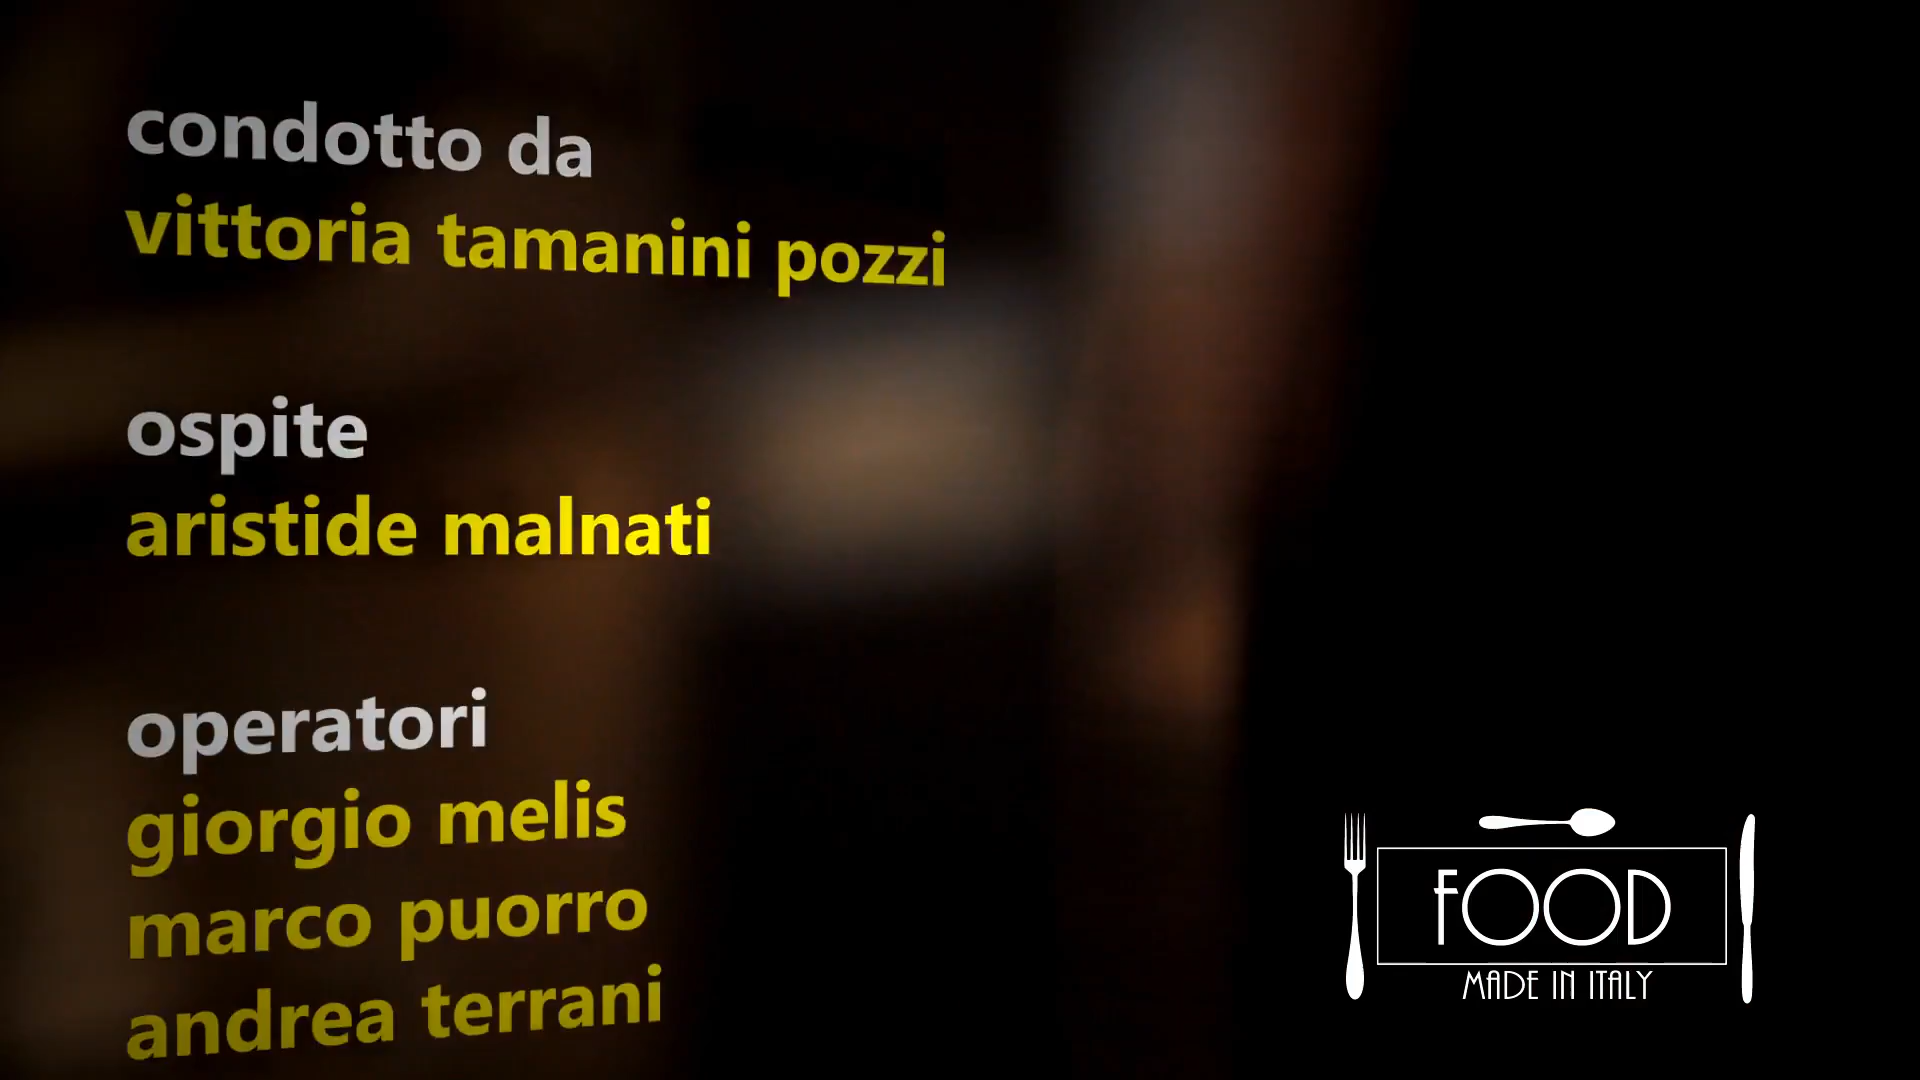 condotto da
vittoria tamanini pozzi
ospite
aristide malnati
operatori
giorgio melis
marco puorro
andrea terrani
FOOD
MADE IN ITALY